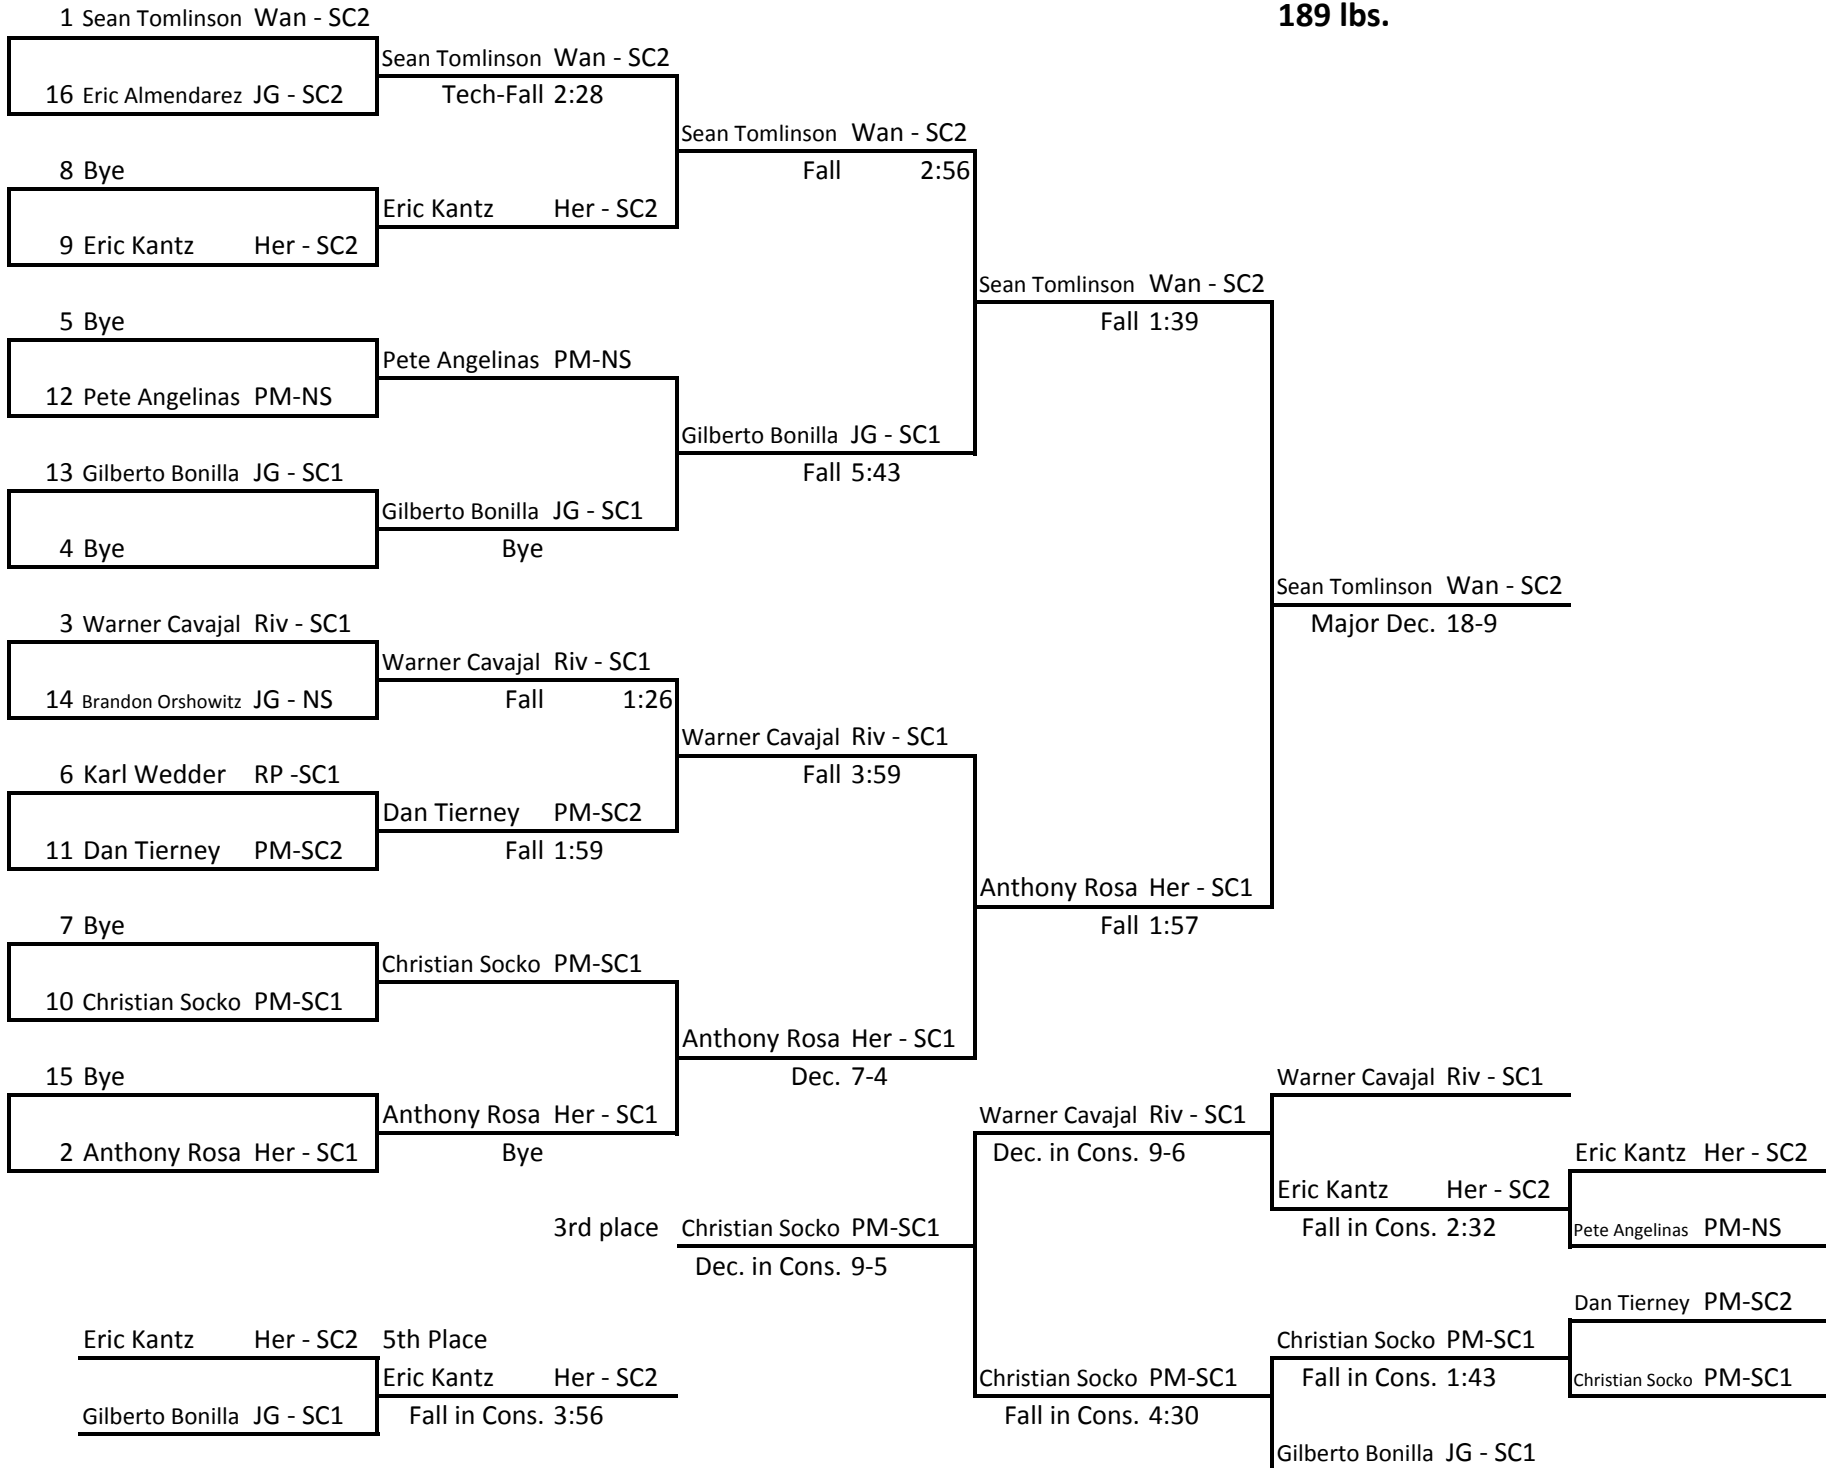 1 Sean Tomlinson Wan - SC2 189 lbs.
Sean Tomlinson Wan - SC2
16 Eric Almendarez JG - SC2 Tech-Fall 2:28
Sean Tomlinson Wan - SC2
8 Bye Fall 2:56
Eric Kantz Her - SC2
9 Eric Kantz Her - SC2
Sean Tomlinson Wan - SC2
5 Bye Fall 1:39
Pete Angelinas PM-NS
12 Pete Angelinas PM-NS
Gilberto Bonilla JG - SC1
13 Gilberto Bonilla JG - SC1 Fall 5:43
Gilberto Bonilla JG - SC1
4 Bye Bye
Sean Tomlinson Wan - SC2
3 Warner Cavajal Riv - SC1 Major Dec. 18-9
Warner Cavajal Riv - SC1
14 Brandon Orshowitz JG - NS Fall 1:26
Warner Cavajal Riv - SC1
6 Karl Wedder RP -SC1 Fall 3:59
Dan Tierney PM-SC2
11 Dan Tierney PM-SC2 Fall 1:59
Anthony Rosa Her - SC1
7 Bye Fall 1:57
Christian Socko PM-SC1
10 Christian Socko PM-SC1
Anthony Rosa Her - SC1
15 Bye Dec. 7-4 Warner Cavajal Riv - SC1
Anthony Rosa Her - SC1 Warner Cavajal Riv - SC1
2 Anthony Rosa Her - SC1 Bye Dec. in Cons. 9-6 Eric Kantz Her - SC2
Eric Kantz Her - SC2
3rd place Christian Socko PM-SC1 Fall in Cons. 2:32 Pete Angelinas PM-NS
Dec. in Cons. 9-5
Dan Tierney PM-SC2
Eric Kantz Her - SC2 5th Place Christian Socko PM-SC1
Eric Kantz Her - SC2 Christian Socko PM-SC1 Fall in Cons. 1:43 Christian Socko PM-SC1
Gilberto Bonilla JG - SC1 Fall in Cons. 3:56 Fall in Cons. 4:30
Gilberto Bonilla JG - SC1